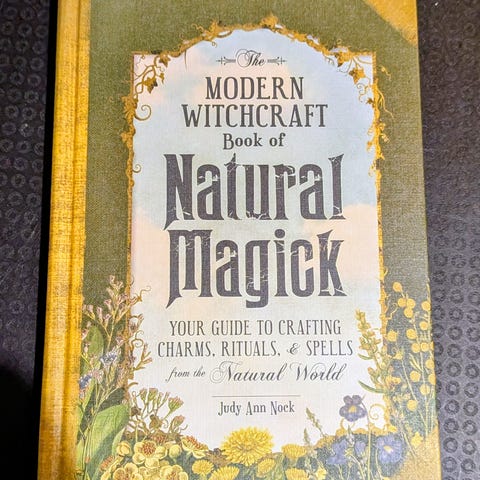 The
MODERN
WITCHCRAFT
Book of
Natural
Magick
YOUR GUIDE TO CRAFTING
CHARMS, RITUALS, & SPELLS
from the Natural World
Judy Ann Nock